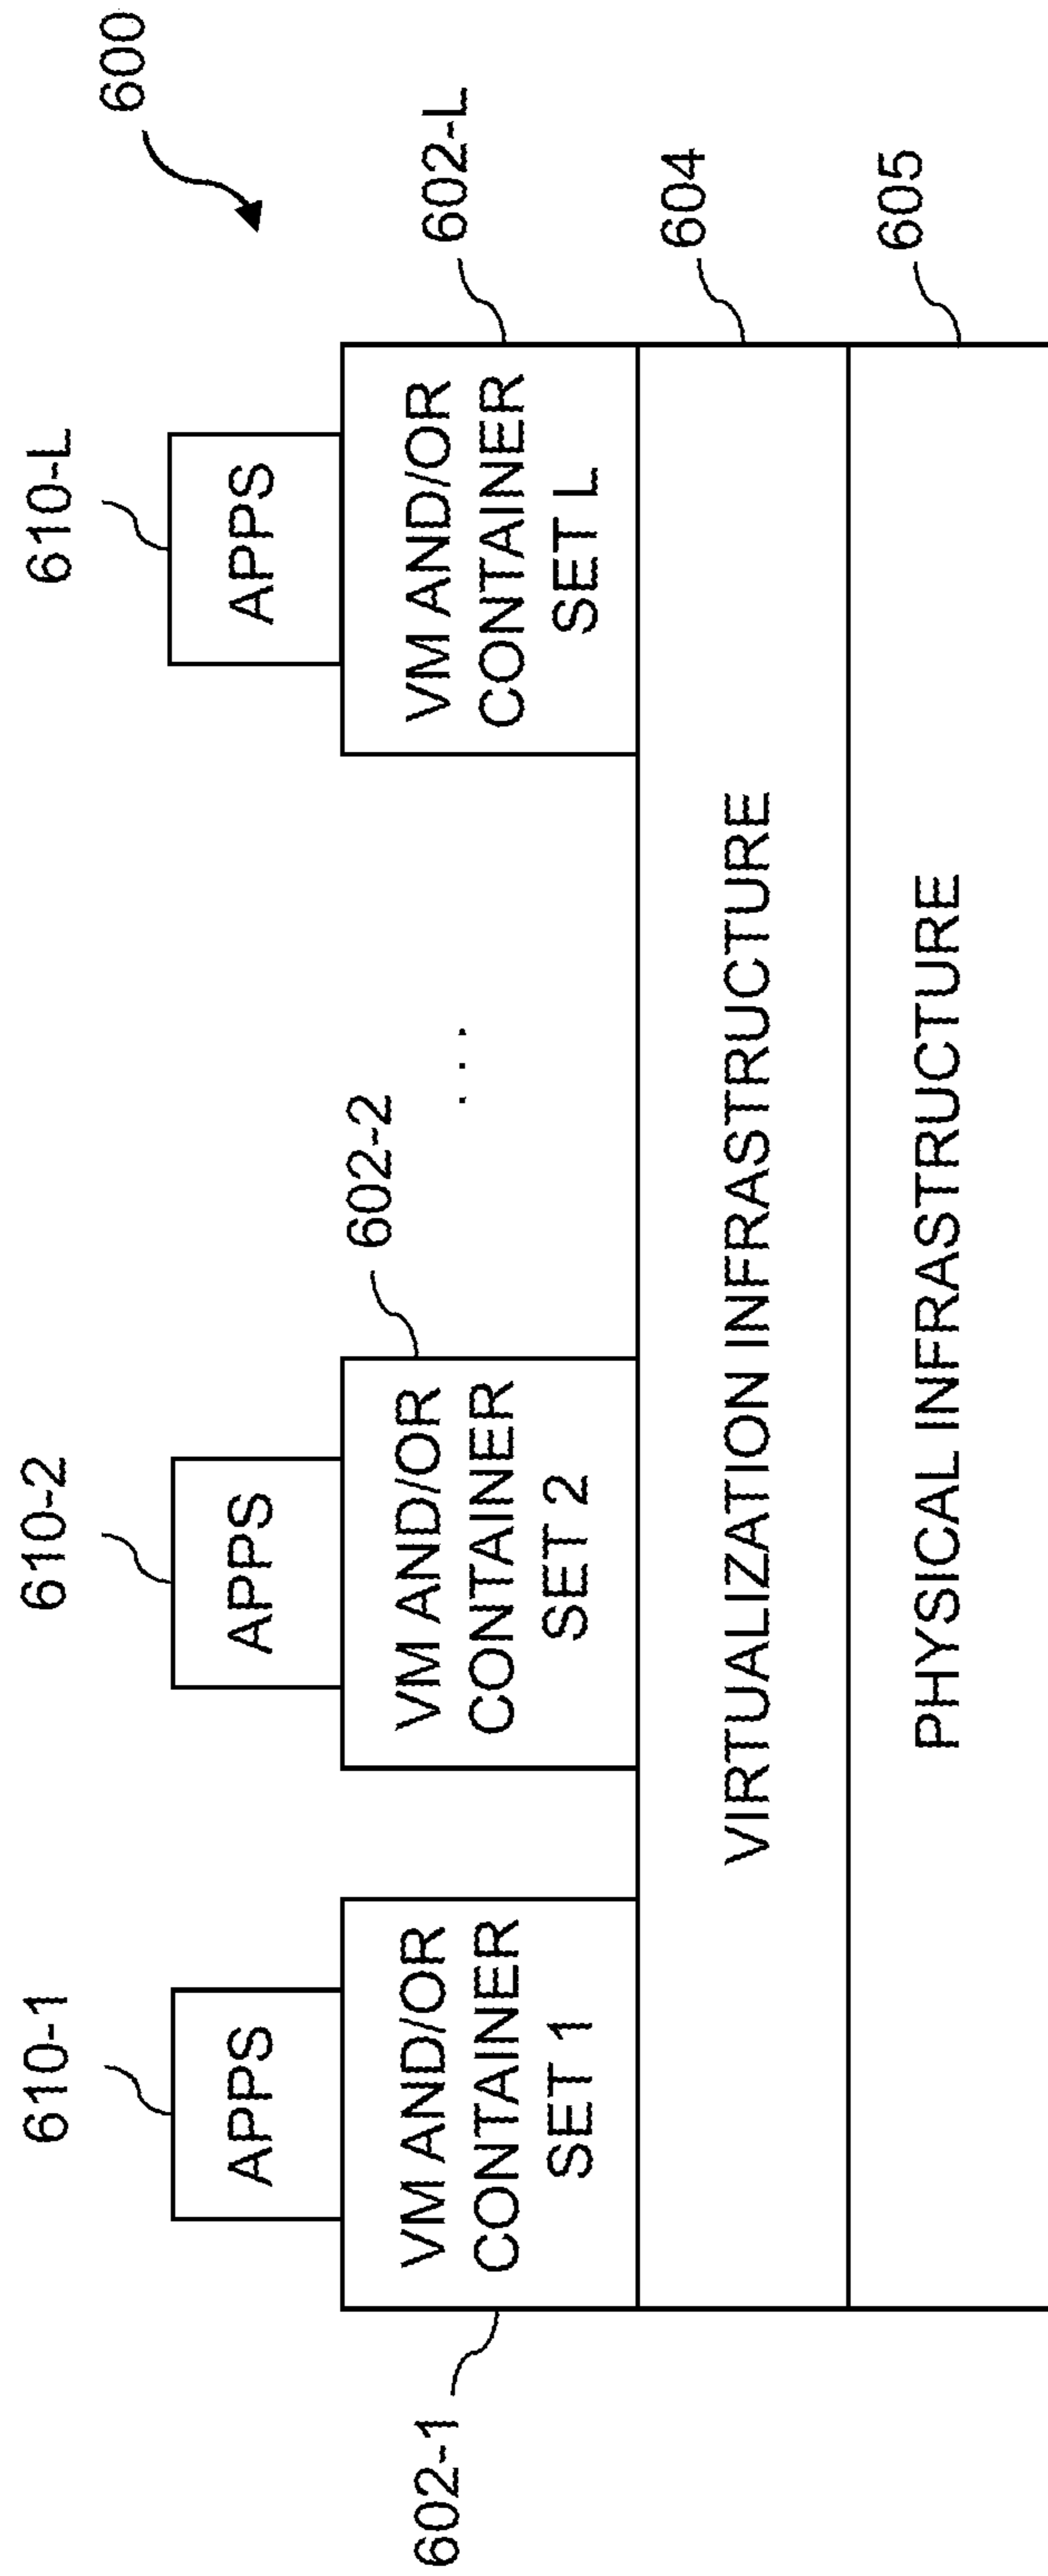 600
610-1
610-2
610-L
APPS
APPS
APPS
602-1
VM AND/OR
CONTAINER
SET 1
VM AND/OR
CONTAINER
SET 2
602-2
. . .
VM AND/OR
CONTAINER
SET L
602-L
VIRTUALIZATION INFRASTRUCTURE
604
PHYSICAL INFRASTRUCTURE
605